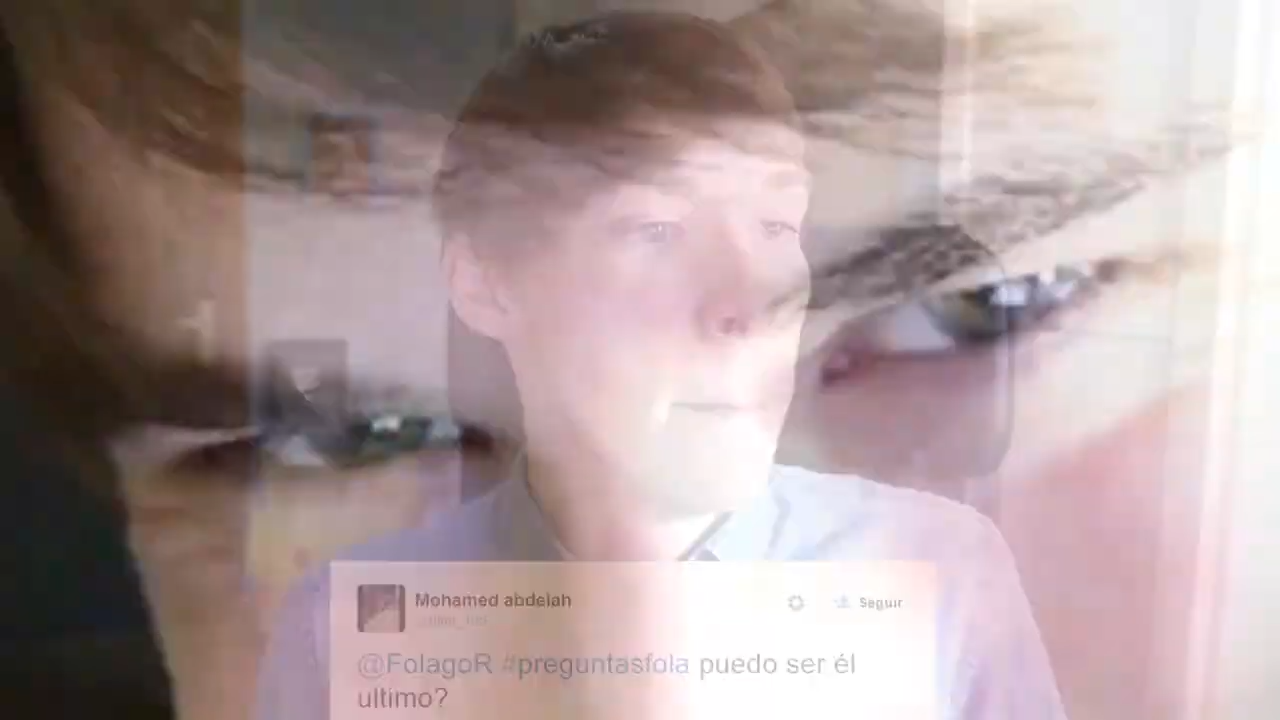 Mohamed abdelah
Seguir
@FolagoR #preguntasfola puedo ser él
ultimo?